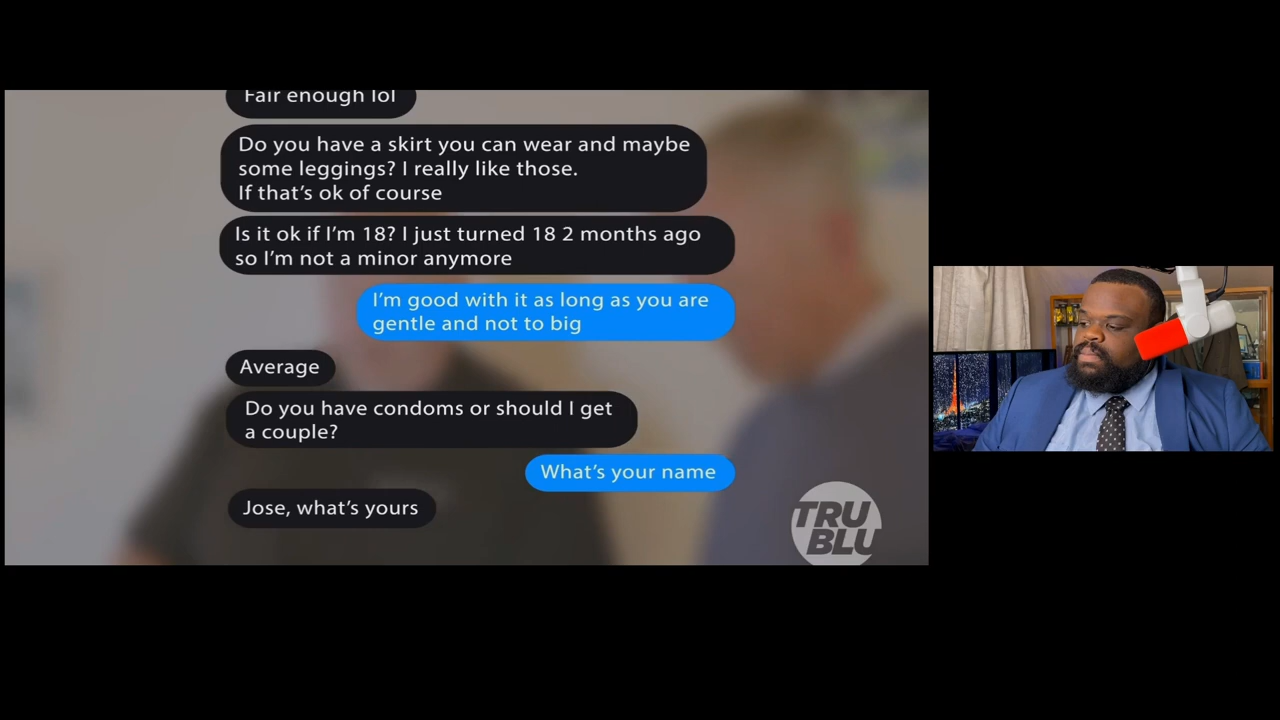 Fair enough lol
Do you have a skirt you can wear and maybe
some leggings? I really like those.
If that's ok of course
Is it ok if I'm 18? I just turned 18 2 months ago
so I'm not a minor anymore
I'm good with it as long as you are
gentle and not to big
Average
Do you have condoms or should I get
a couple?
What's your name
Jose, what's yours
TRU
BLU